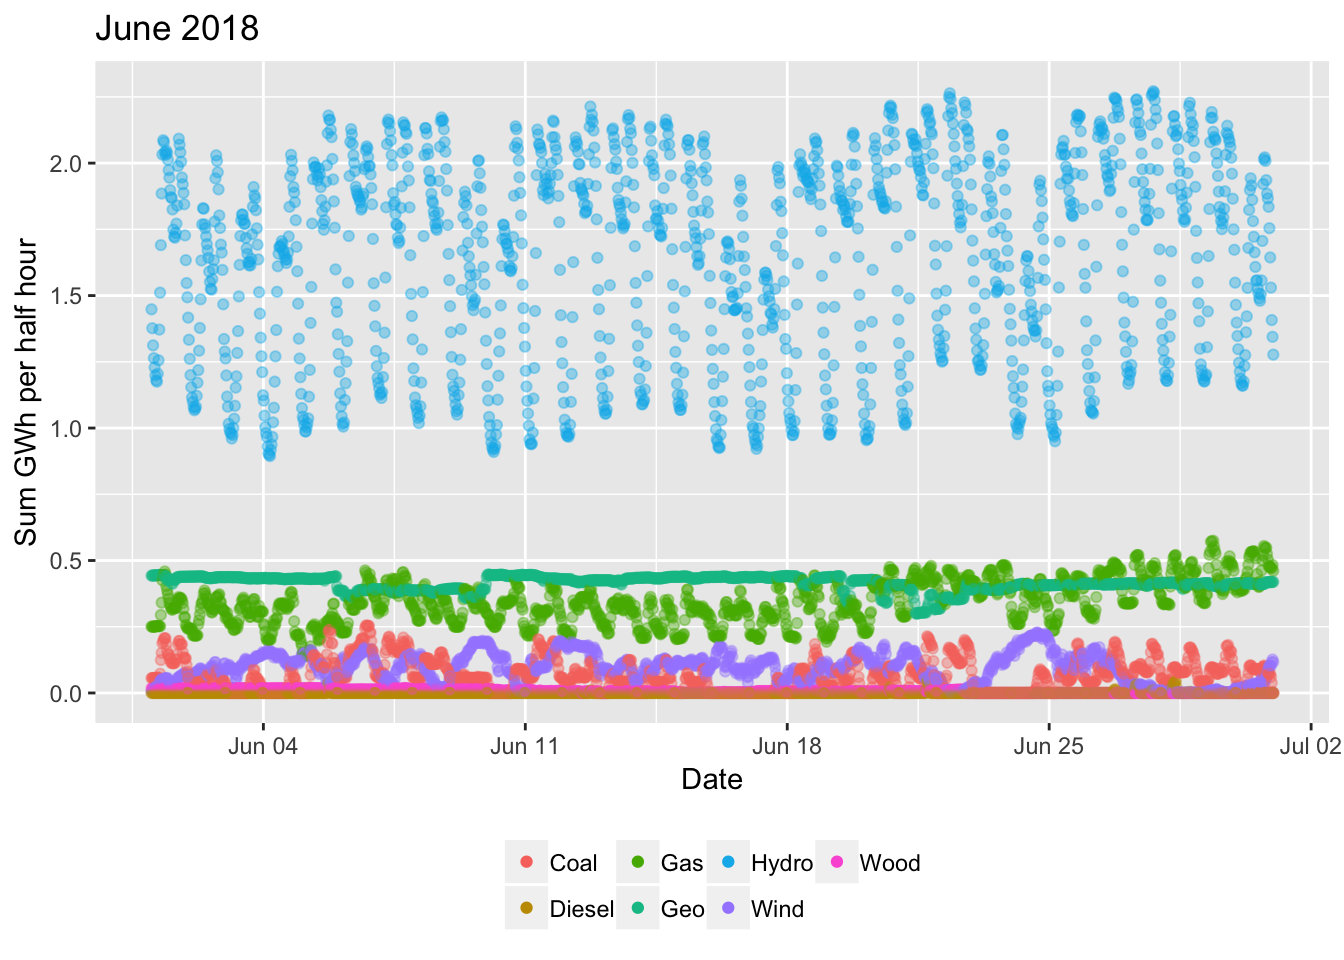 June 2018
Sum GWh per half hour
2.0
1.5
1.0
0.5
0.0
Jun 04 Jun 11 Jun 18 Jun 25 Jul 02
Date
Coal Gas Hydro Wood
Diesel Geo Wind